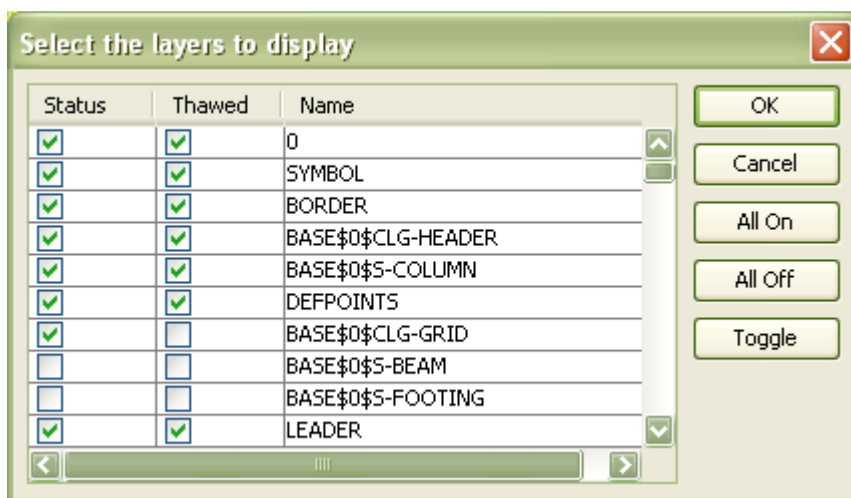 Select the layers to display
Status Thawed Name
0
SYMBOL
BORDER
BASE$0$CLG-HEADER
BASE$0$S-COLUMN
DEFPOINTS
BASE$0$CLG-GRID
BASE$0$S-BEAM
BASE$0$S-FOOTING
LEADER
OK
Cancel
All On
All Off
Toggle